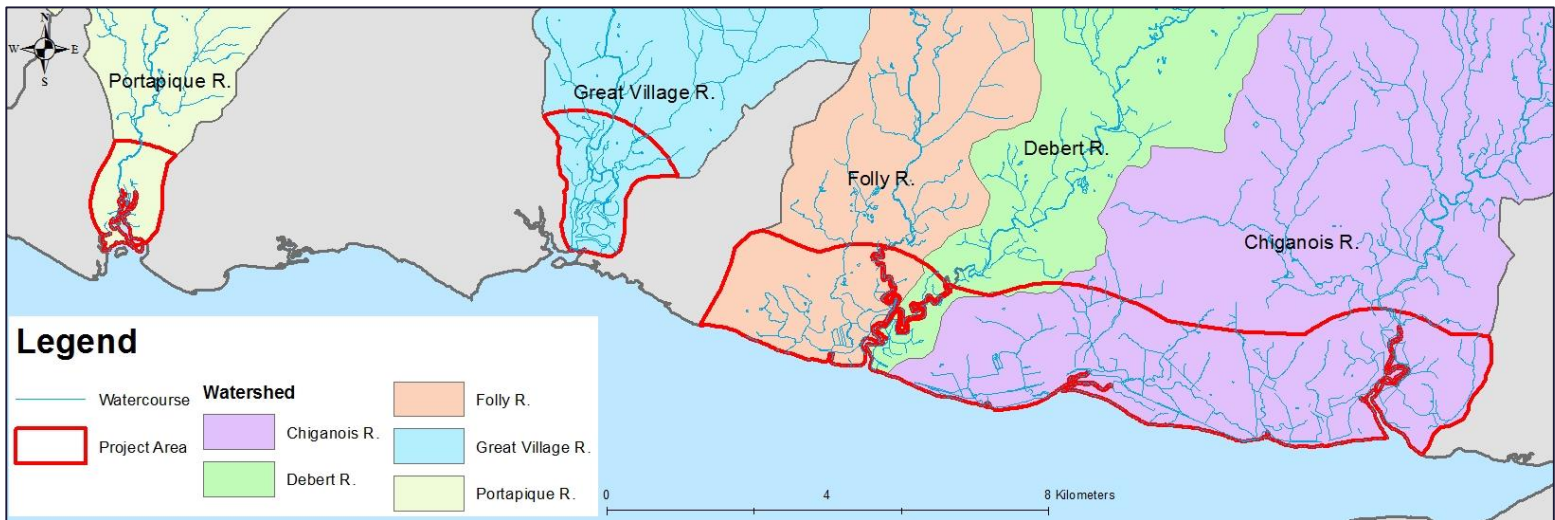 N
W E
S
Portapique R.
Great Village R.
Folly R.
Debert R.
Chiganois R.
Legend
Watercourse
Project Area
Watershed
Chiganois R.
Debert R.
Folly R.
Great Village R.
Portapique R.
0 4 8 Kilometers